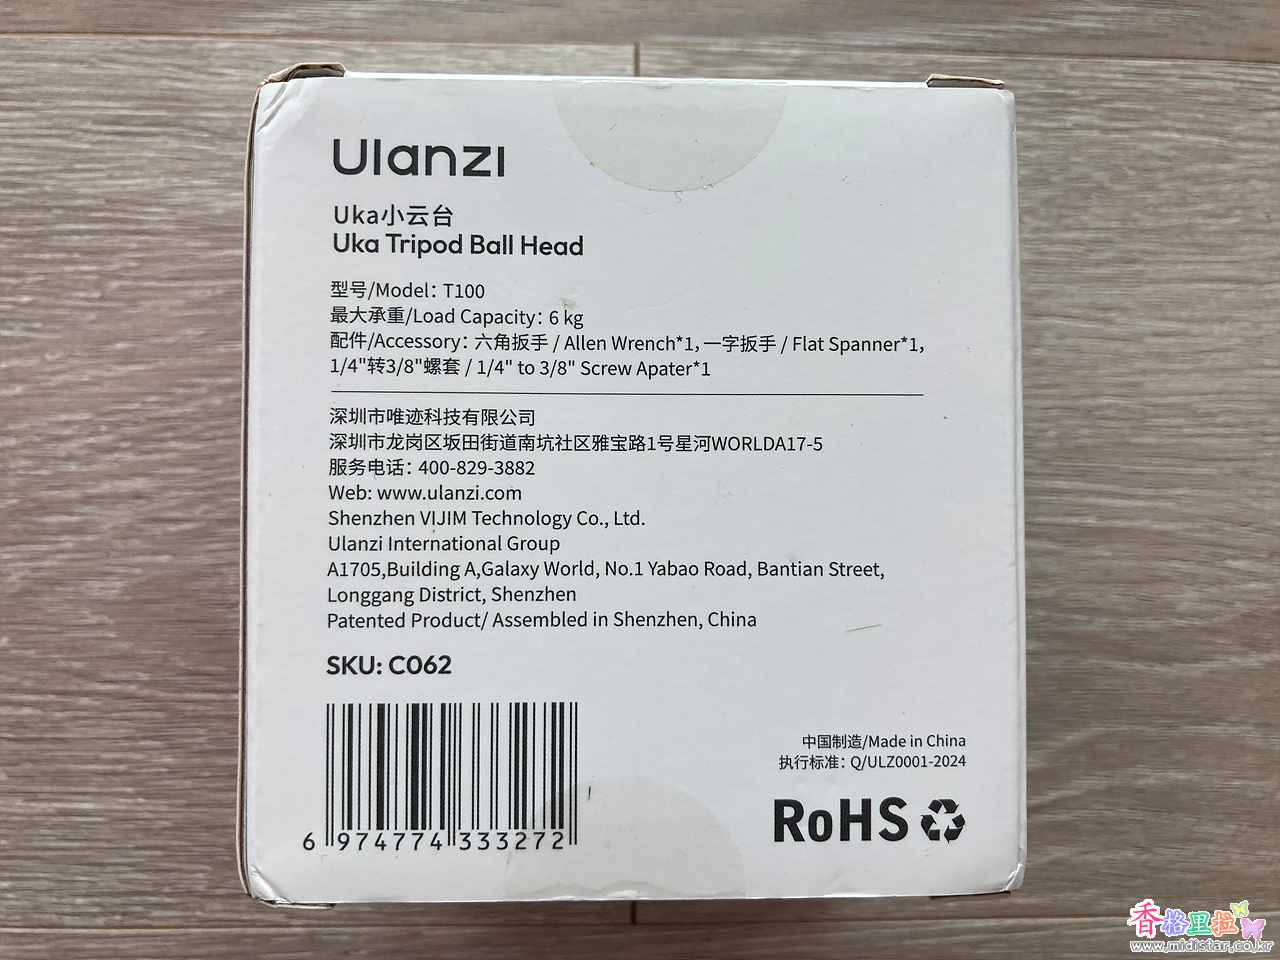 Ulanzi
Uka小云台
Uka Tripod Ball Head
型号/Model: T100
最大承重/Load Capacity: 6 kg
配件/Accessory: 六角扳手 / Allen Wrench*1, 一字扳手 / Flat Spanner*1,
1/4"转3/8"螺套 / 1/4" to 3/8" Screw Apater*1
深圳市唯迹科技有限公司
深圳市龙岗区坂田街道南坑社区雅宝路1号星河WORLDA17-5
服务电话: 400-829-3882
Web: www.ulanzi.com
Shenzhen VIJIM Technology Co., Ltd.
Ulanzi International Group
A1705,Building A,Galaxy World, No.1 Yabao Road, Bantian Street,
Longgang District, Shenzhen
Patented Product/ Assembled in Shenzhen, China
SKU: C062
6 974774 333272
中国制造/Made in China
执行标准: Q/ULZ0001-2024
RoHS
香格里拉
www.midistar.co.kr